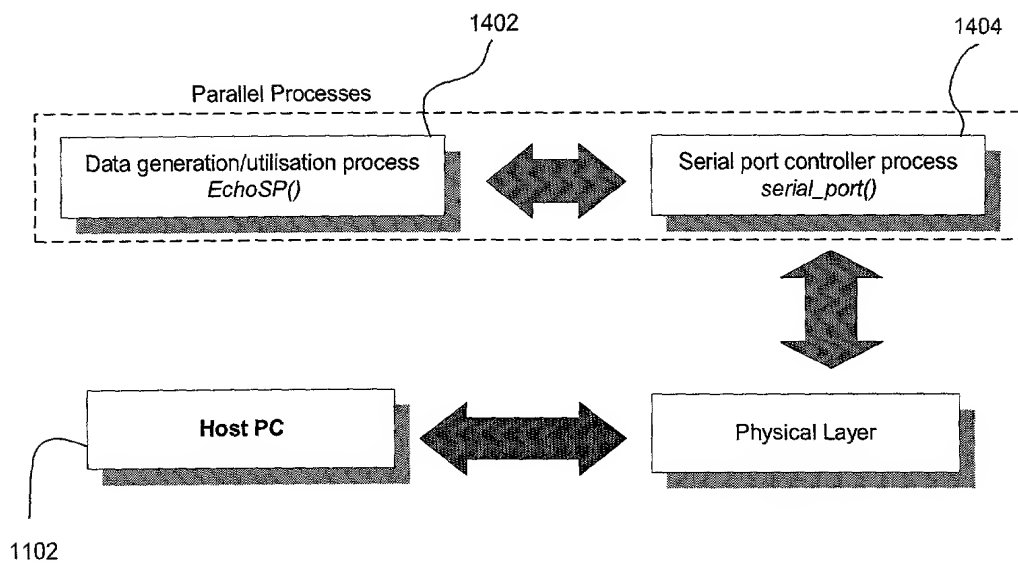 1402
1404
Parallel Processes
Data generation/utilisation process
EchoSP()
Serial port controller process
serial_port()
Host PC
Physical Layer
1102